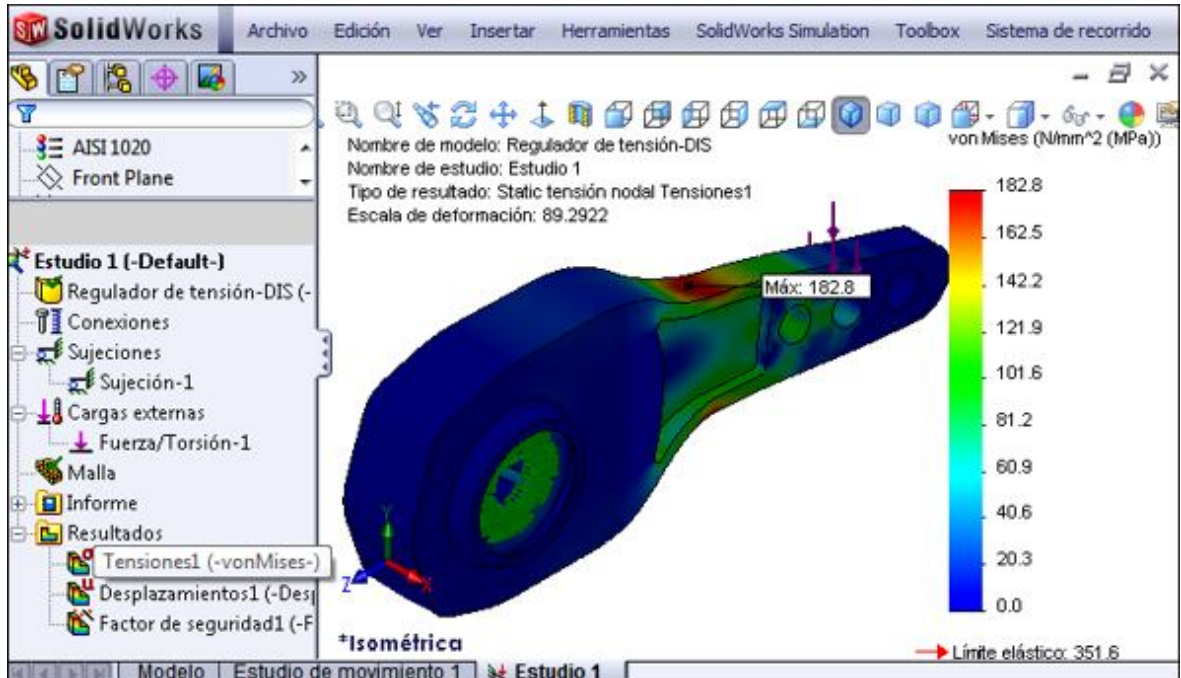 SolidWorks Archivo Edición Ver Insertar Herramientas SolidWorks Simulation Toolbox Sistema de recorrido
AISI 1020
Front Plane
Estudio 1 (-Default-)
Regulador de tensión-DIS (-
Conexiones
Sujeciones
Sujeción-1
Cargas externas
Fuerza/Torsión-1
Malla
Informe
Resultados
Tensiones1 (-vonMises-)
Desplazamientos1 (-Desp
Factor de seguridad1 (-F
Nombre de modelo: Regulador de tensión-DIS
Nombre de estudio: Estudio 1
Tipo de resultado: Static tensión nodal Tensiones1
Escala de deformación: 89.2922
von Mises (N/mm^2 (MPa))
182.8
162.5
142.2
121.9
101.6
81.2
60.9
40.6
20.3
0.0
Máx: 182.8
Límite elástico: 351.6
Y
Z
X
*Isométrica
Modelo Estudio de movimiento 1 Estudio 1